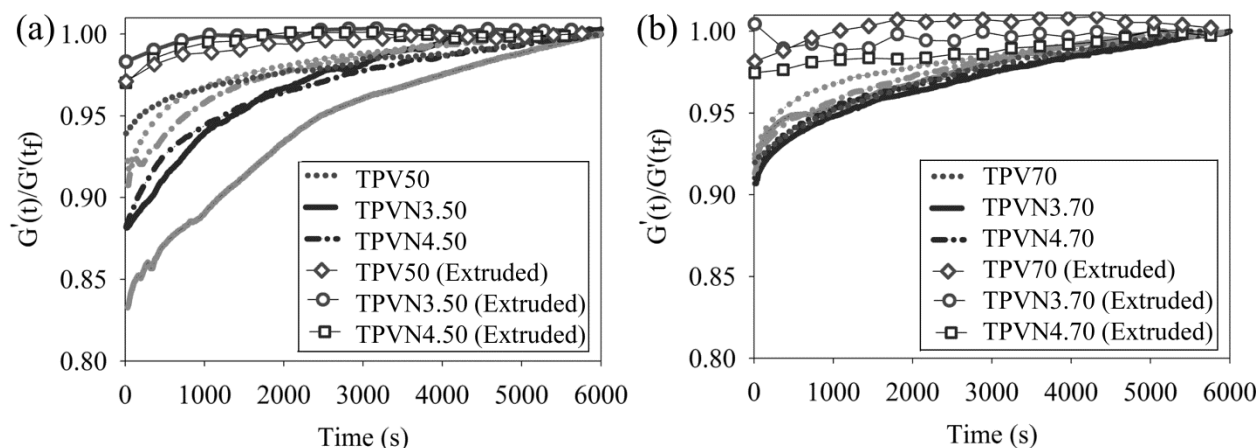 (a)
G'(t)/G'(tf)
1.00
0.95
0.90
0.85
0.80
TPV50
TPVN3.50
TPVN4.50
TPV50 (Extruded)
TPVN3.50 (Extruded)
TPVN4.50 (Extruded)
0 1000 2000 3000 4000 5000 6000
Time (s)
(b)
G'(t)/G'(tf)
1.00
0.95
0.90
0.85
0.80
TPV70
TPVN3.70
TPVN4.70
TPV70 (Extruded)
TPVN3.70 (Extruded)
TPVN4.70 (Extruded)
0 1000 2000 3000 4000 5000 6000
Time (s)